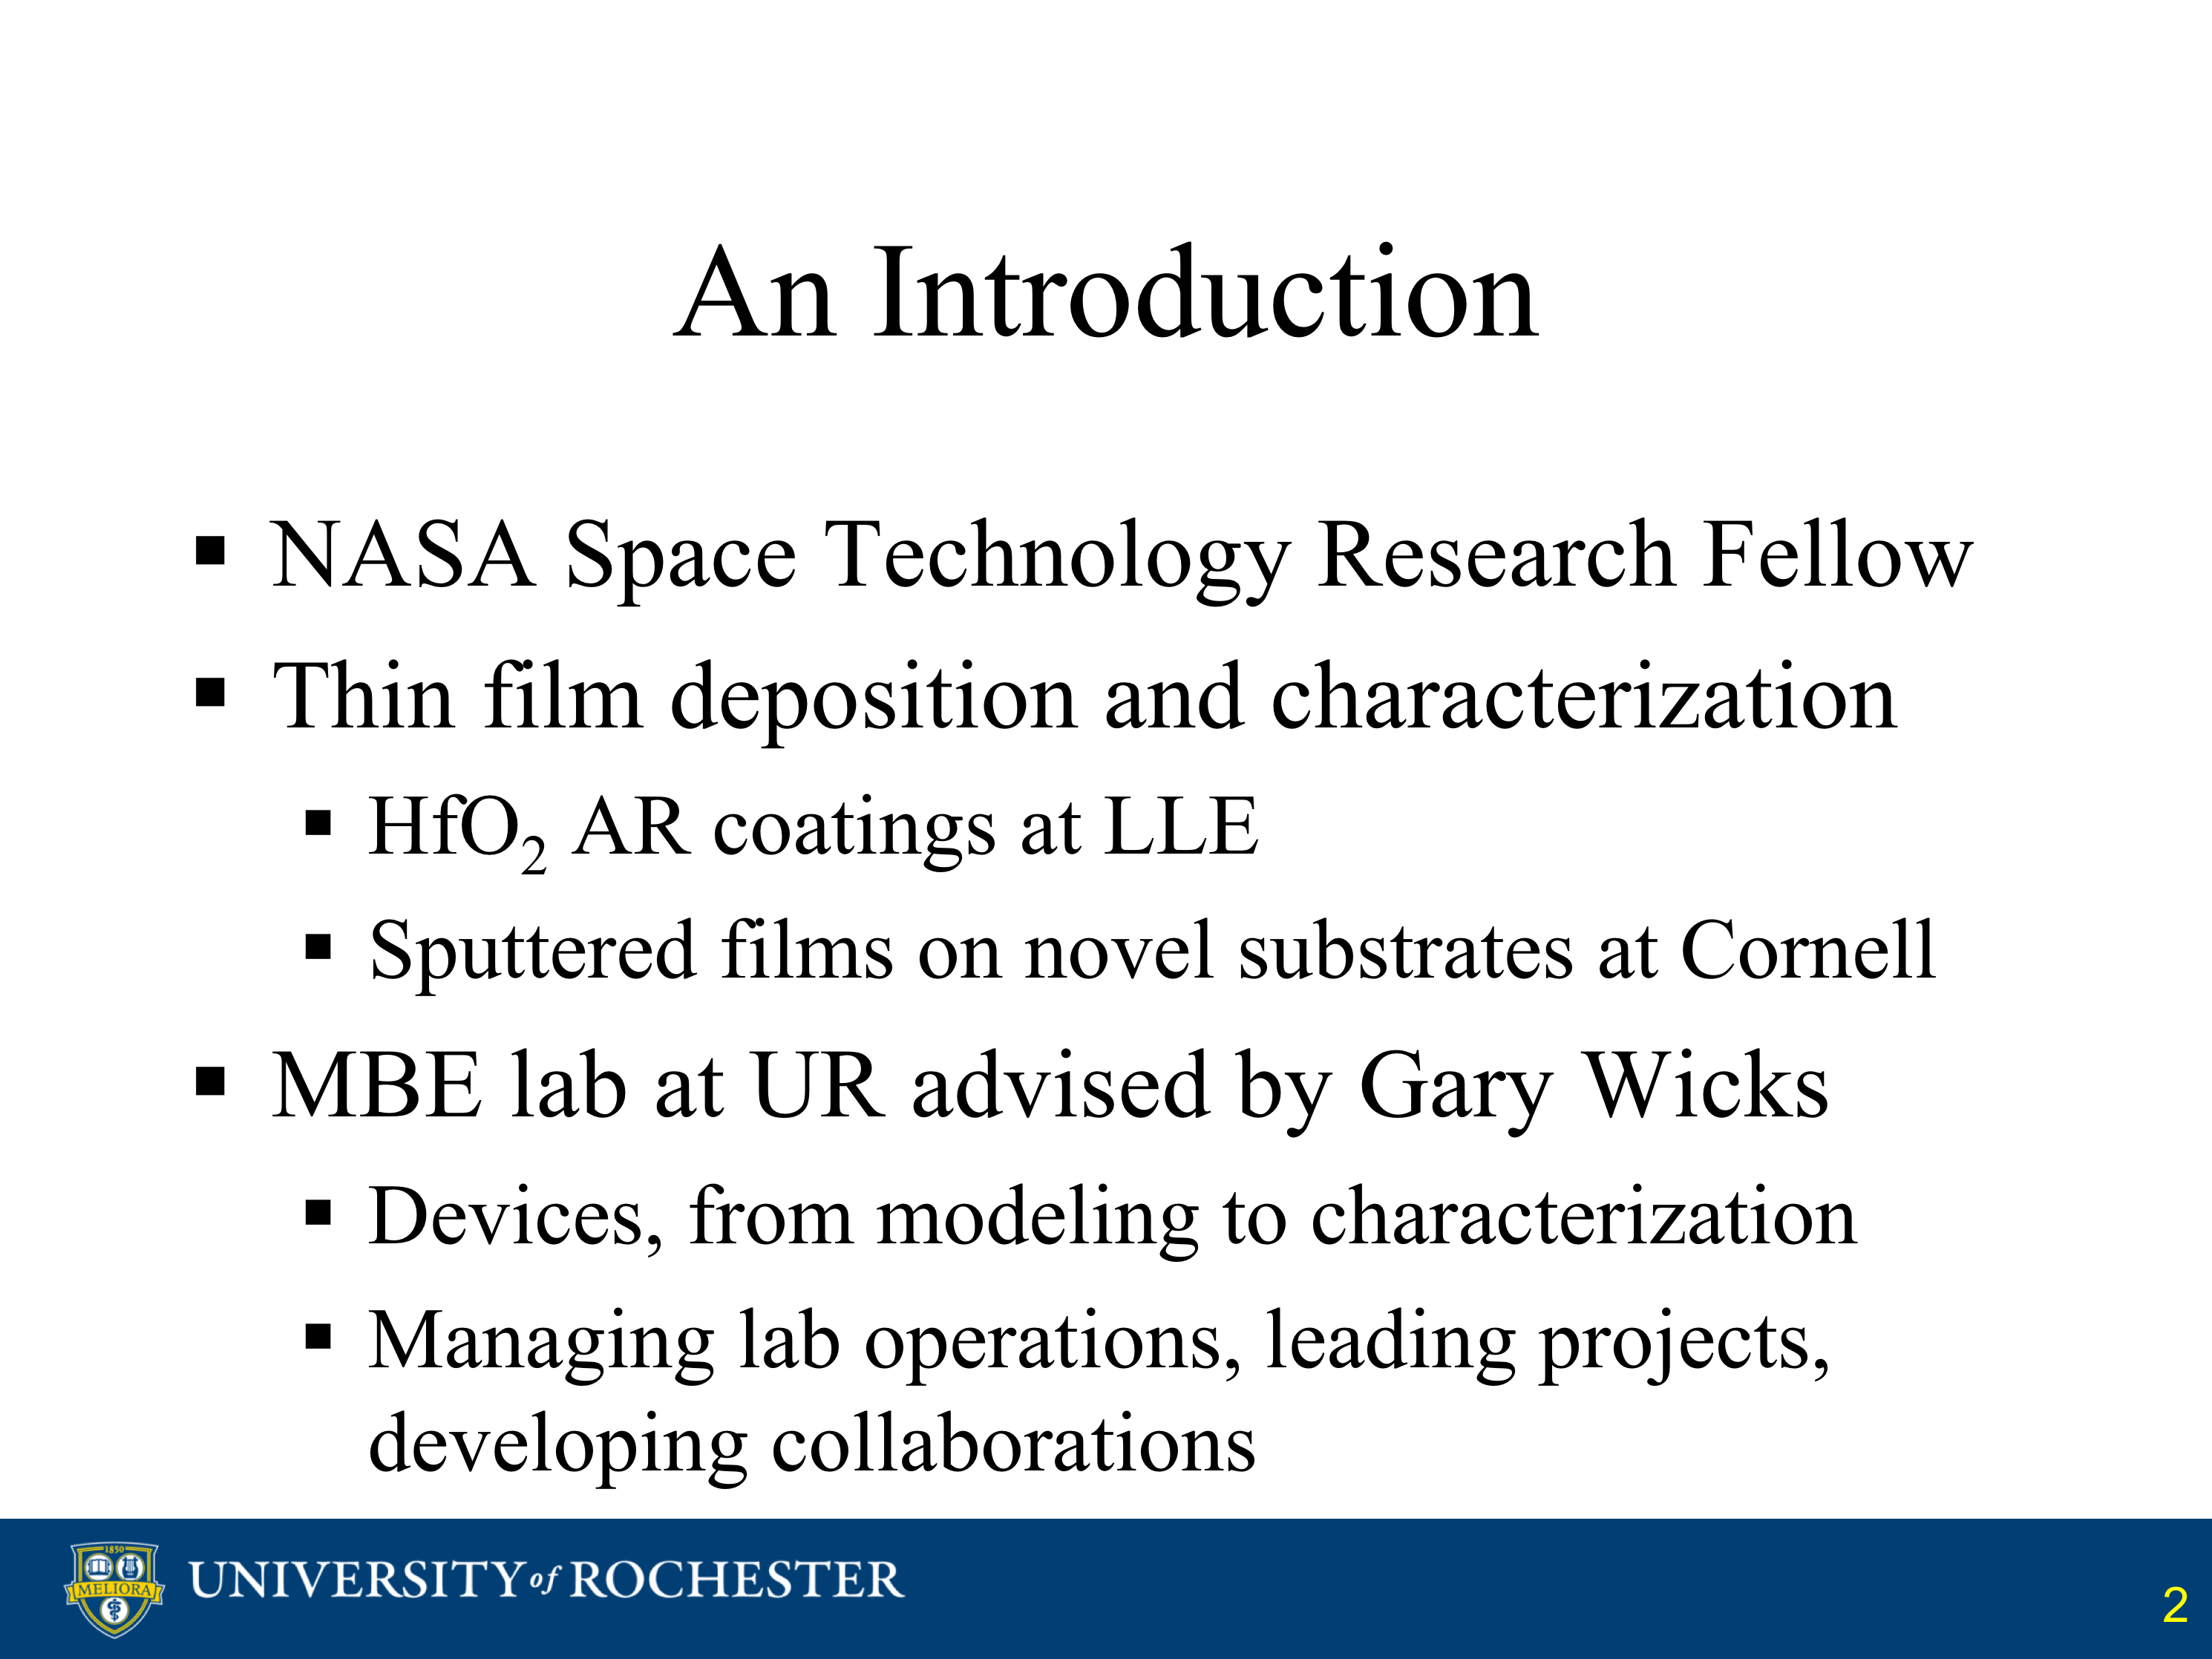 An Introduction
▪ NASA Space Technology Research Fellow
▪ Thin film deposition and characterization
▪ HfO₂ AR coatings at LLE
▪ Sputtered films on novel substrates at Cornell
▪ MBE lab at UR advised by Gary Wicks
▪ Devices, from modeling to characterization
▪ Managing lab operations, leading projects,
developing collaborations
1850
MELIORA
UNIVERSITY of ROCHESTER
2